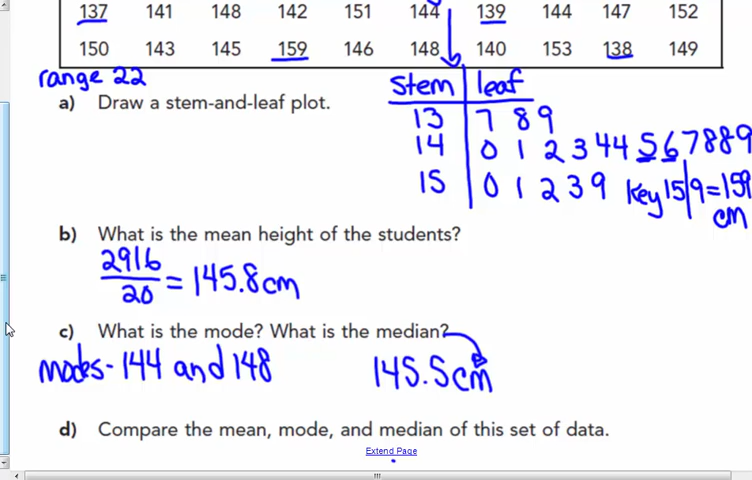 137 141 148 142 151 144 139 144 147 152
150 143 145 159 146 148 140 153 138 149
range 22
a) Draw a stem-and-leaf plot.
Stem leaf
13 7 8 9
14 0 1 2 3 4 4 5 6 7 8 8 9
15 0 1 2 3 9
key 15|9=159
cm
b) What is the mean height of the students?
2916
20
=145.8cm
c) What is the mode? What is the median?
modes- 144 and 148 145.5cm
d) Compare the mean, mode, and median of this set of data.
Extend Page